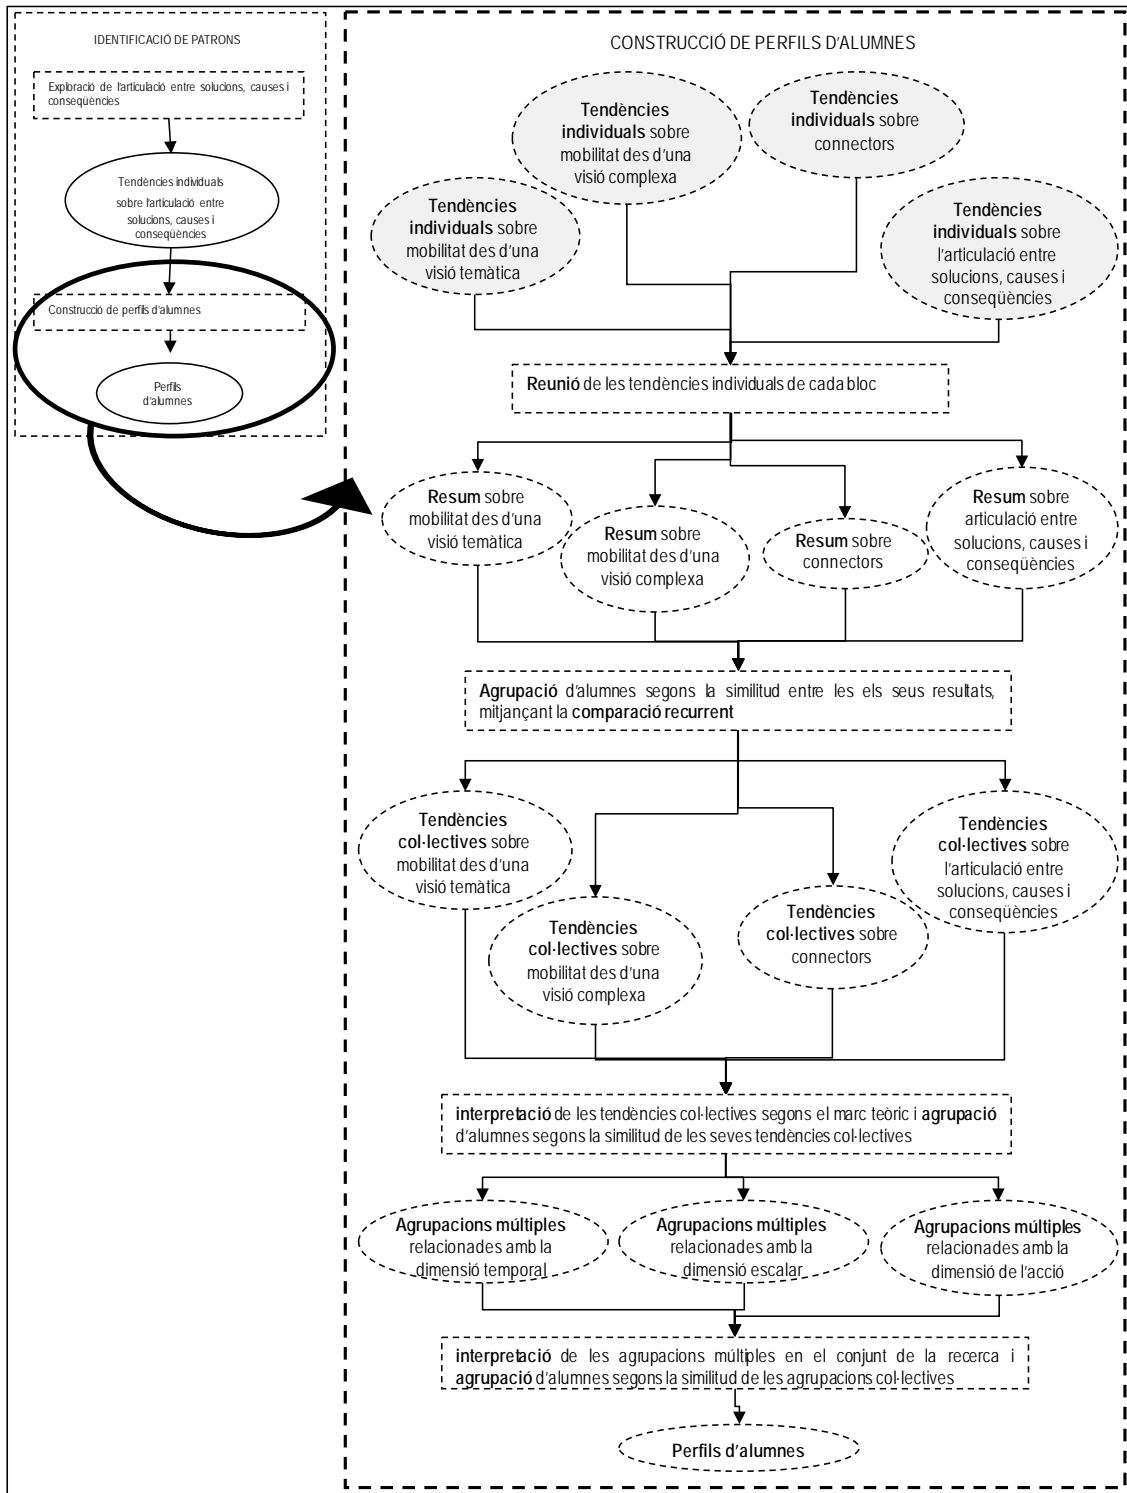 IDENTIFICACIÓ DE PATRONS
Exploració de l'articulació entre solucions, causes i
conseqüències
Tendències individuals
sobre l'articulació entre
solucions, causes i
conseqüències
Construcció de perfils d'alumnes
Perfils
d'alumnes
CONSTRUCCIÓ DE PERFILS D'ALUMNES
Tendències
individuals sobre
mobilitat des d'una
visió complexa
Tendències
individuals sobre
connectors
Tendències
individuals sobre
mobilitat des d'una
visió temàtica
Tendències
individuals sobre
l'articulació entre
solucions, causes i
conseqüències
Reunió de les tendències individuals de cada bloc
Resum sobre
mobilitat des d'una
visió temàtica
Resum sobre
mobilitat des d'una
visió complexa
Resum sobre
connectors
Resum sobre
articulació entre
solucions, causes i
conseqüències
Agrupació d'alumnes segons la similitud entre les els seus resultats,
mitjançant la comparació recurrent
Tendències
col·lectives sobre
mobilitat des d'una
visió temàtica
Tendències
col·lectives sobre
mobilitat des d'una
visió complexa
Tendències
col·lectives sobre
connectors
Tendències
col·lectives sobre
l'articulació entre
solucions, causes i
conseqüències
interpretació de les tendències col·lectives segons el marc teòric i agrupació
d'alumnes segons la similitud de les seves tendències col·lectives
Agrupacions múltiples
relacionades amb la
dimensió temporal
Agrupacions múltiples
relacionades amb la
dimensió escalar
Agrupacions múltiples
relacionades amb la
dimensió de l'acció
interpretació de les agrupacions múltiples en el conjunt de la recerca i
agrupació d'alumnes segons la similitud de les agrupacions col·lectives
Perfils d'alumnes